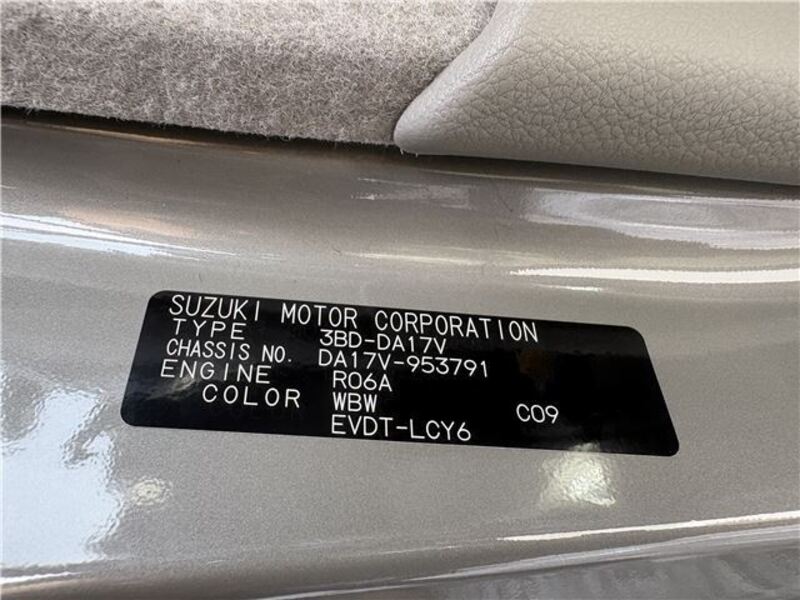 SUZUKI MOTOR CORPORATION
TYPE 3BD-DA17V
CHASSIS NO. DA17V-953791
ENGINE R06A
COLOR WBW C09
EVDT-LCY6